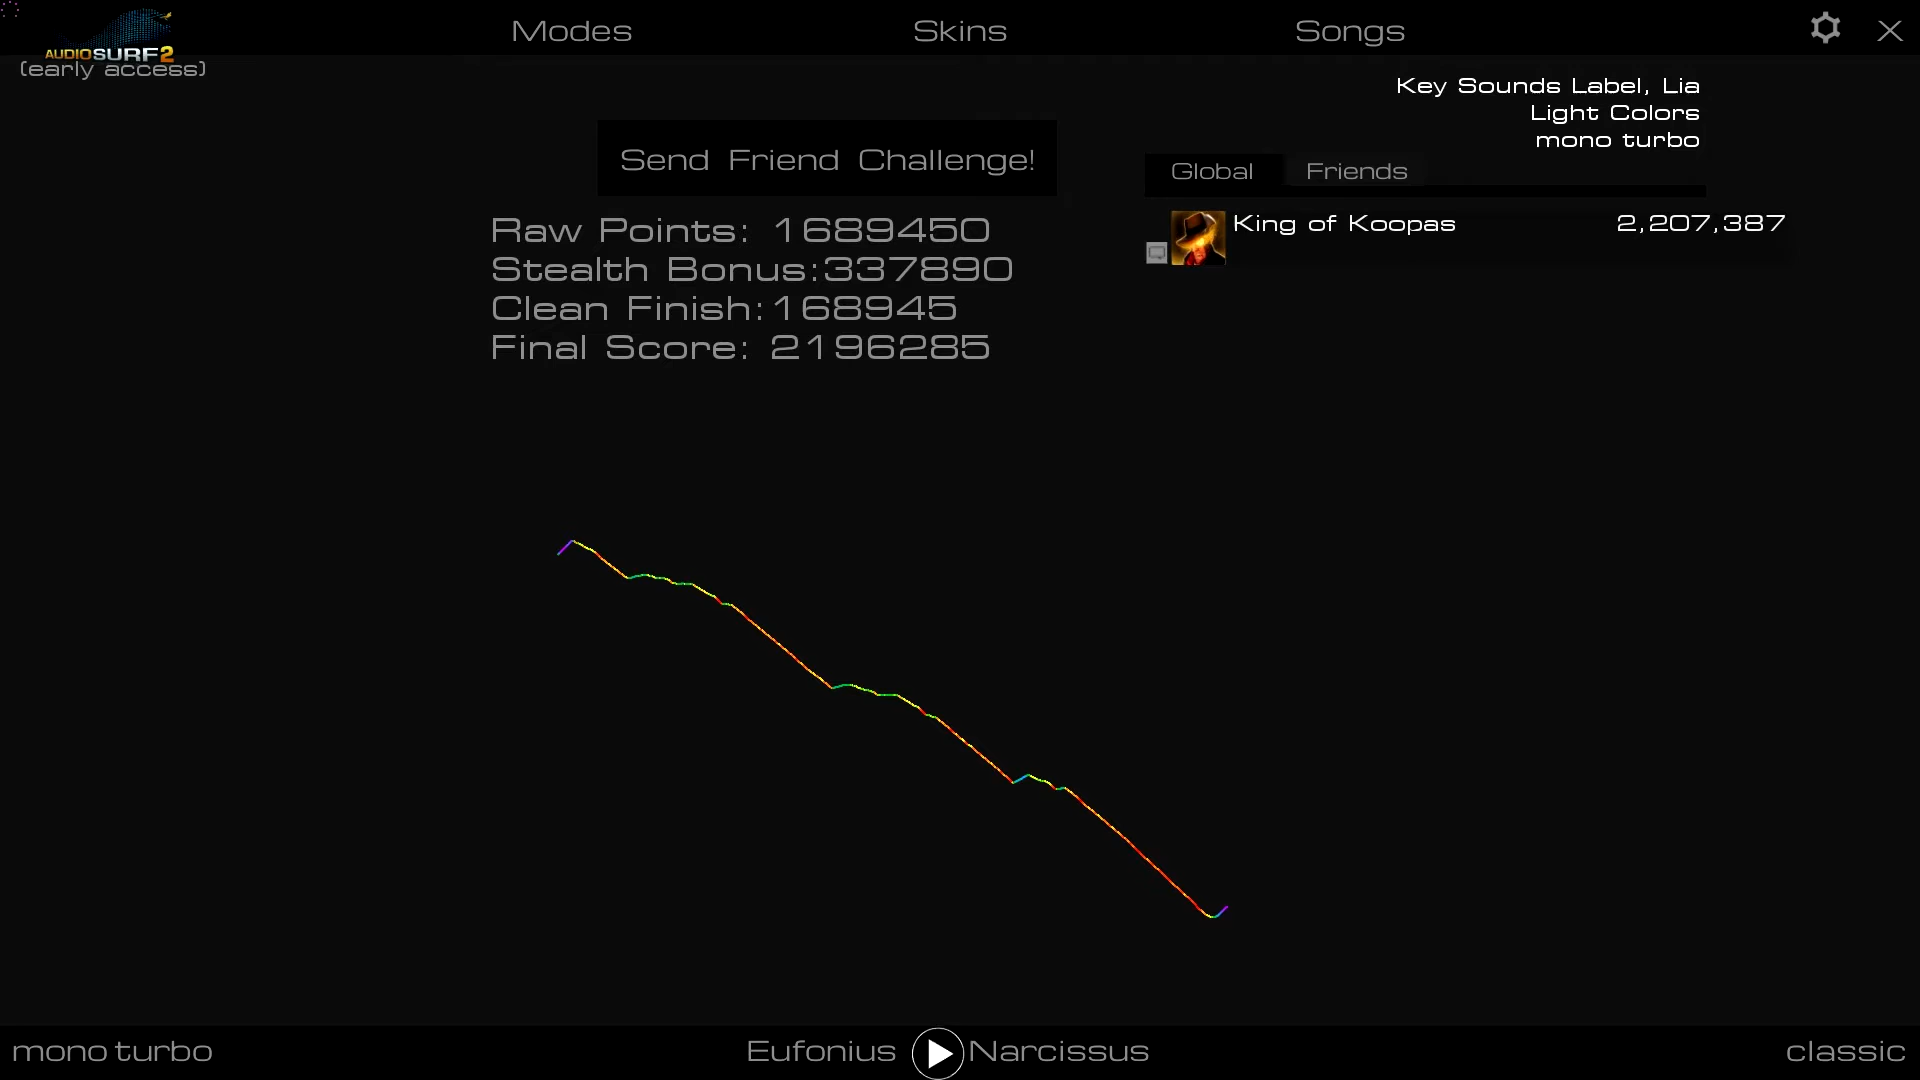 AUDIOSURF2
(early access)
Modes
Skins
Songs
Key Sounds Label, Lia
Light Colors
mono turbo
Send Friend Challenge!
Global
Friends
Raw Points: 1689450
Stealth Bonus:337890
Clean Finish:168945
Final Score: 2196285
King of Koopas 2,207,387
mono turbo
Eufonius Narcissus
classic